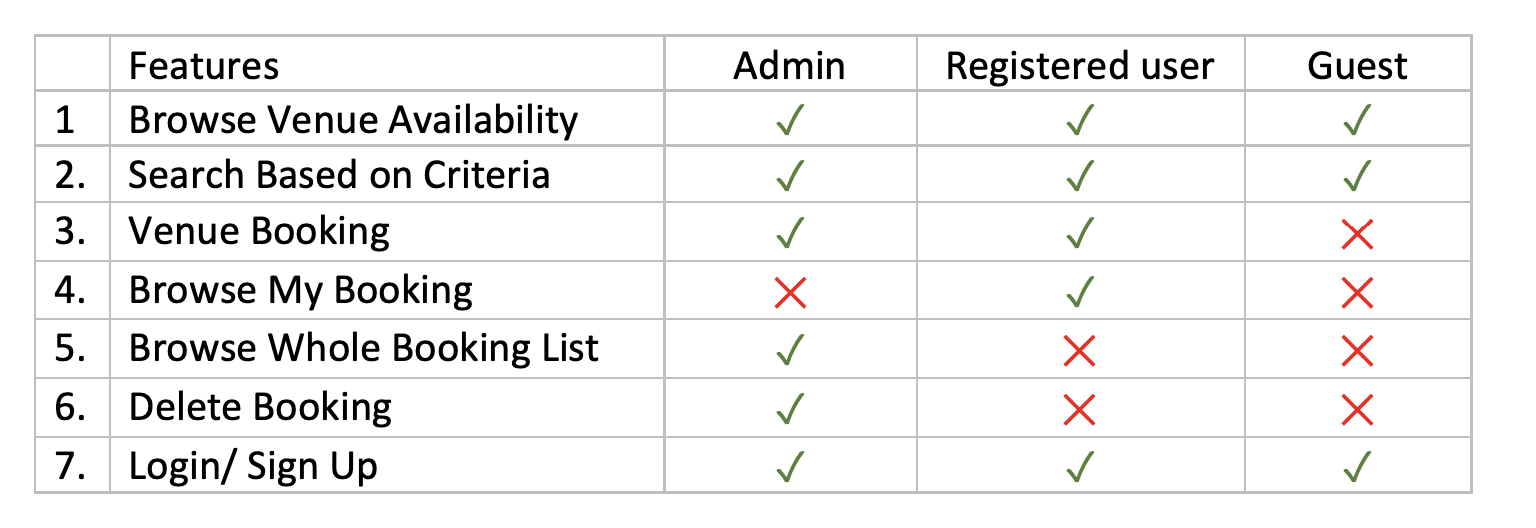 Features Admin Registered user Guest
1 Browse Venue Availability ✓ ✓ ✓
2. Search Based on Criteria ✓ ✓ ✓
3. Venue Booking ✓ ✓ ✗
4. Browse My Booking ✗ ✓ ✗
5. Browse Whole Booking List ✓ ✗ ✗
6. Delete Booking ✓ ✗ ✗
7. Login/ Sign Up ✓ ✓ ✓